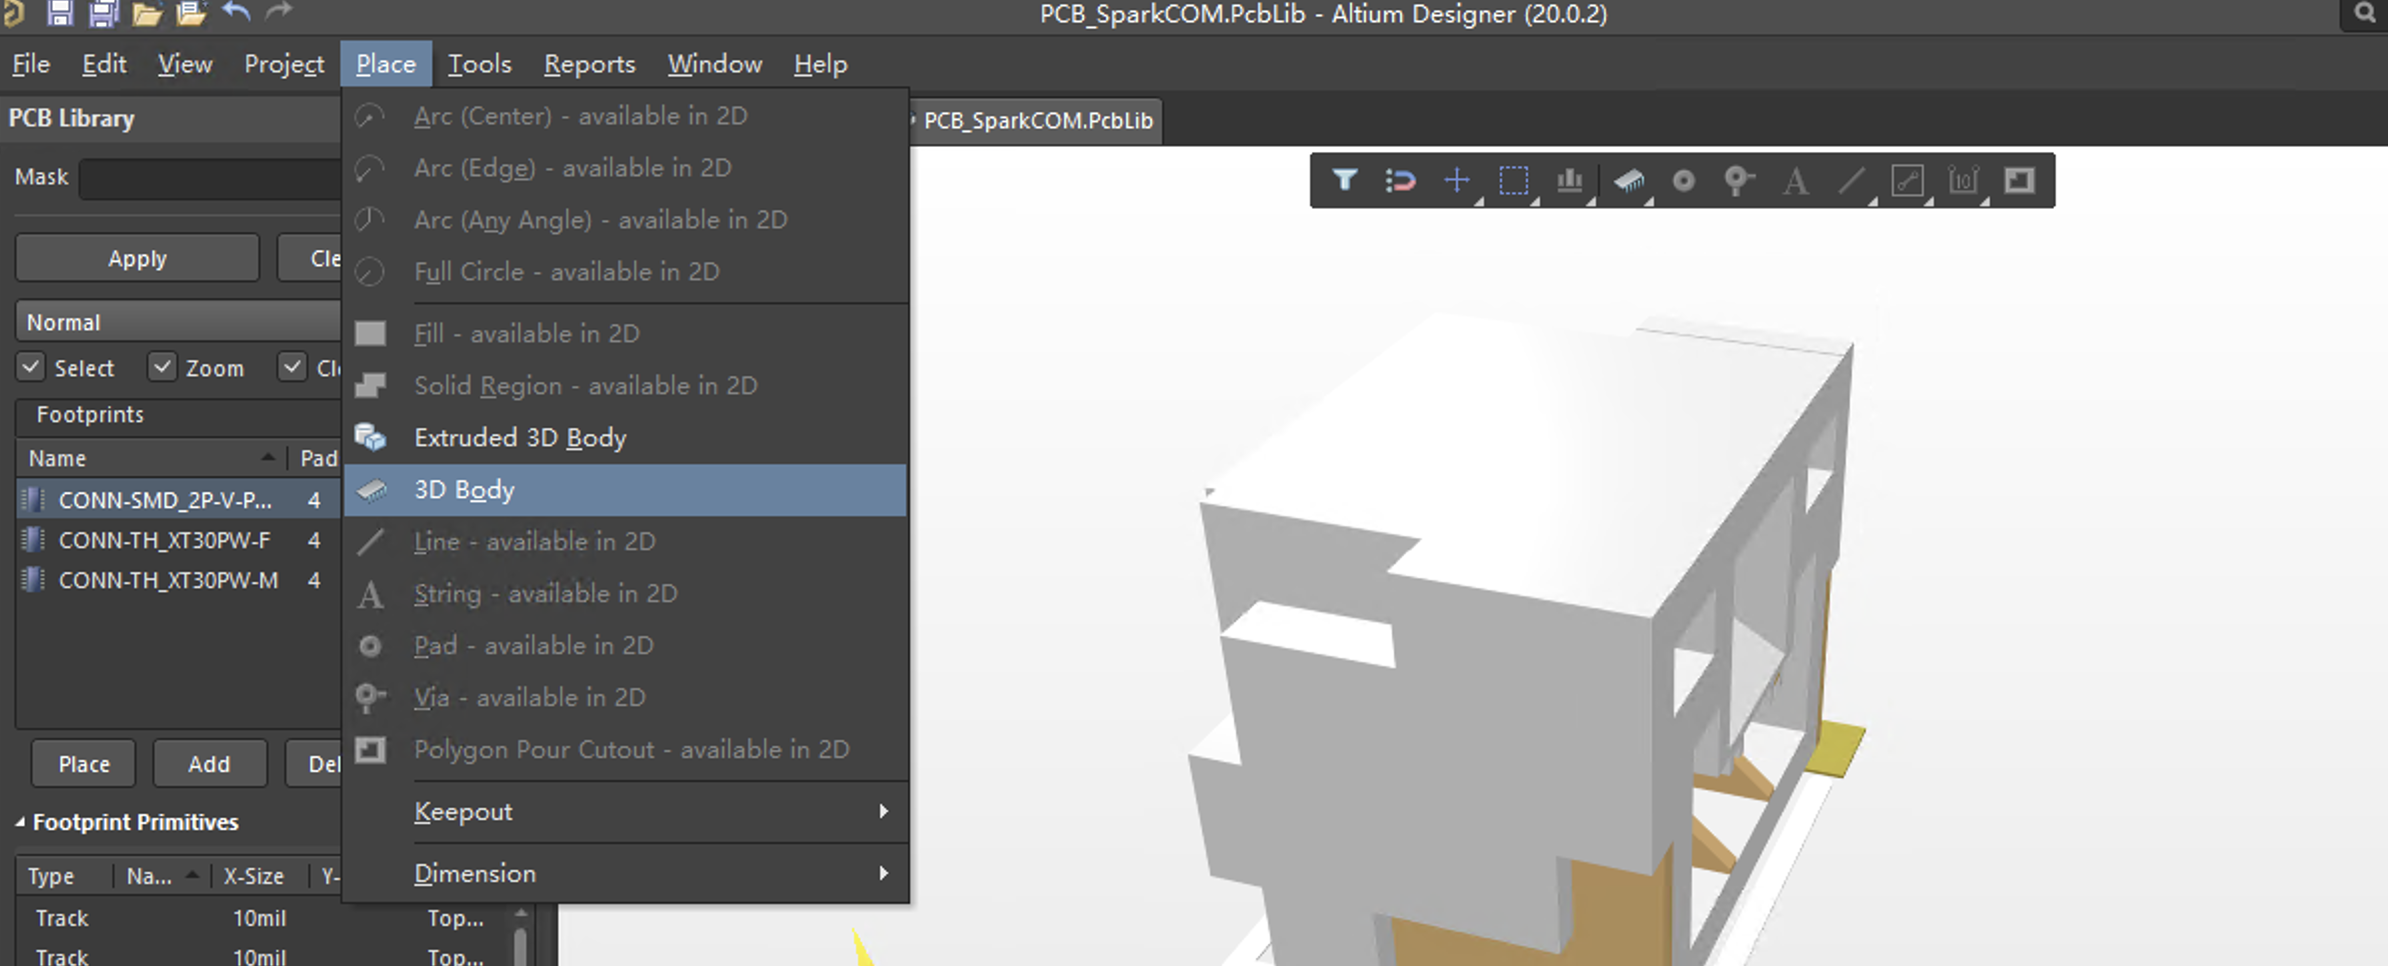 PCB_SparkCOM.PcbLib - Altium Designer (20.0.2)
File Edit View Project Place Tools Reports Window Help
PCB Library
PCB_SparkCOM.PcbLib
Mask
Apply Cle
Normal
Select Zoom Cl
Footprints
Name Pad
CONN-SMD_2P-V-P... 4
CONN-TH_XT30PW-F 4
CONN-TH_XT30PW-M 4
Place Add Del
Footprint Primitives
Type Na... X-Size Y-
Track 10mil Top...
Track 10mil Top...
Arc (Center) - available in 2D
Arc (Edge) - available in 2D
Arc (Any Angle) - available in 2D
Full Circle - available in 2D
Fill - available in 2D
Solid Region - available in 2D
Extruded 3D Body
3D Body
Line - available in 2D
String - available in 2D
Pad - available in 2D
Via - available in 2D
Polygon Pour Cutout - available in 2D
Keepout
Dimension
A
10